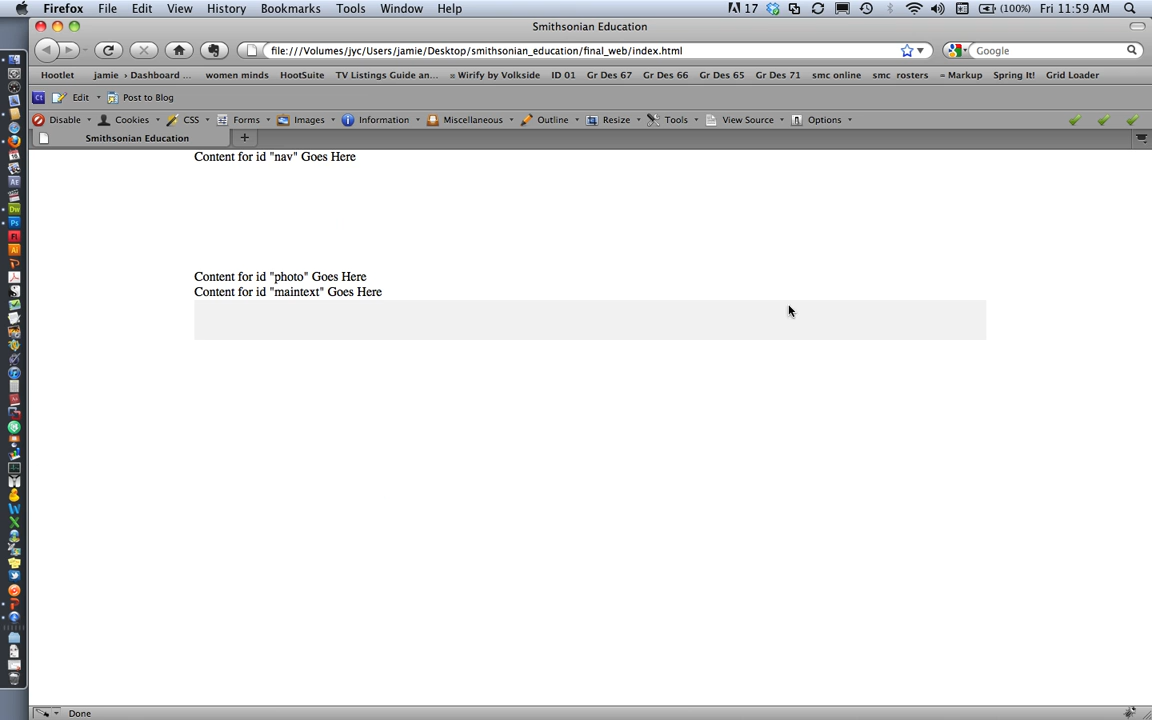 Firefox File Edit View History Bookmarks Tools Window Help 17 (100%) Fri 11:59 AM
Smithsonian Education
file:///Volumes/jyc/Users/jamie/Desktop/smithsonian_education/final_web/index.html Google
Hootlet jamie › Dashboard ... women minds HootSuite TV Listings Guide an... Wirify by Volkside ID 01 Gr Des 67 Gr Des 66 Gr Des 65 Gr Des 71 smc online smc rosters = Markup Spring It! Grid Loader
Ct Edit Post to Blog
Disable Cookies CSS Forms Images Information Miscellaneous Outline Resize Tools View Source Options
Smithsonian Education
Content for id "nav" Goes Here
Content for id "photo" Goes Here
Content for id "maintext" Goes Here
Done